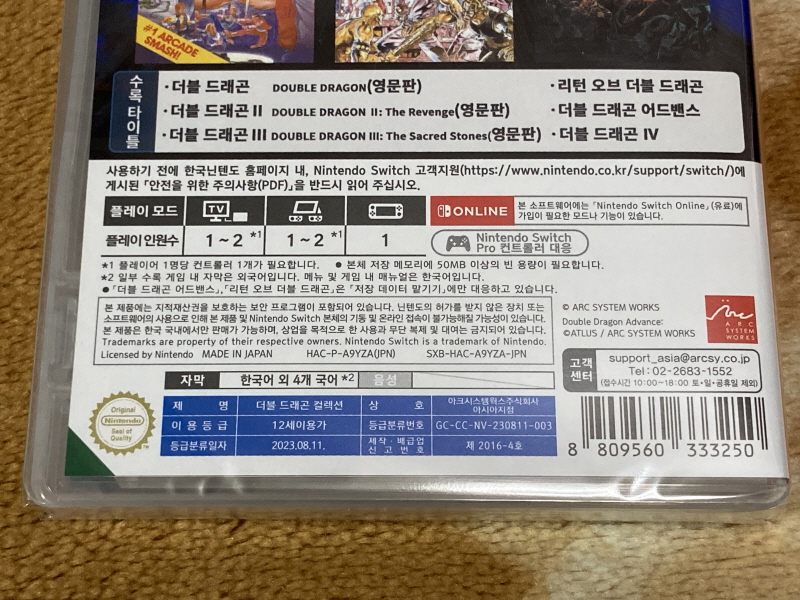 #1 ARCADE
SMASH!
수록 타이틀
·더블 드래곤 DOUBLE DRAGON(영문판)
·더블 드래곤 II DOUBLE DRAGON II: The Revenge(영문판)
·더블 드래곤 III DOUBLE DRAGON III: The Sacred Stones(영문판)
·리턴 오브 더블 드래곤
·더블 드래곤 어드밴스
·더블 드래곤 IV
사용하기 전에 한국닌텐도 홈페이지 내, Nintendo Switch 고객지원(https://www.nintendo.co.kr/support/switch/)에
게시된 「안전을 위한 주의사항(PDF)」을 반드시 읽어 주십시오.
플레이 모드
TV
ONLINE
본 소프트웨어에는 「Nintendo Switch Online」(유료)에
가입이 필요한 모드나 기능이 있습니다.
플레이 인원수 1~2 *1 1~2 *1 1
Nintendo Switch
Pro 컨트롤러 대응
*1 플레이어 1명당 컨트롤러 1개가 필요합니다. ● 본체 저장 메모리에 50MB 이상의 빈 용량이 필요합니다.
*2 일부 수록 게임 내 자막은 외국어입니다. 메뉴 및 게임 내 매뉴얼은 한국어입니다.
● 「더블 드래곤 어드밴스」, 「리턴 오브 더블 드래곤」은 「저장 데이터 맡기기」에만 대응하고 있습니다.
본 제품에는 지적재산권을 보호하는 보안 프로그램이 포함되어 있습니다. 닌텐도의 허가를 받지 않은 장치 또는
소프트웨어의 사용으로 인해 본 제품 및 Nintendo Switch 본체의 기동 및 온라인 접속이 불가능해질 가능성이 있습니다.
본 제품은 한국 국내에서만 판매가 가능하며, 상업을 목적으로 한 사용과 무단 복제 및 대여는 금지되어 있습니다.
Trademarks are property of their respective owners. Nintendo Switch is a trademark of Nintendo.
Licensed by Nintendo MADE IN JAPAN HAC-P-A9YZA(JPN) SXB-HAC-A9YZA-JPN
© ARC SYSTEM WORKS
Double Dragon Advance:
©ATLUS / ARC SYSTEM WORKS
ARC
SYSTEM
WORKS
고객
센터
support_asia@arcsy.co.jp
Tel : 02-2683-1552
(접수시간 10:00~18:00 토·일·공휴일 제외)
자막 한국어 외 4개 국어 *2 음성
Original
Nintendo
Seal of
Quality
제 명 더블 드래곤 컬렉션 상 호 아크시스템웍스주식회사 아시아지점
이용등급 12세이용가 등급분류번호 GC-CC-NV-230811-003
등급분류일자 2023.08.11. 제작·배급업 신고번호 제 2016-4호
8 809560 333250